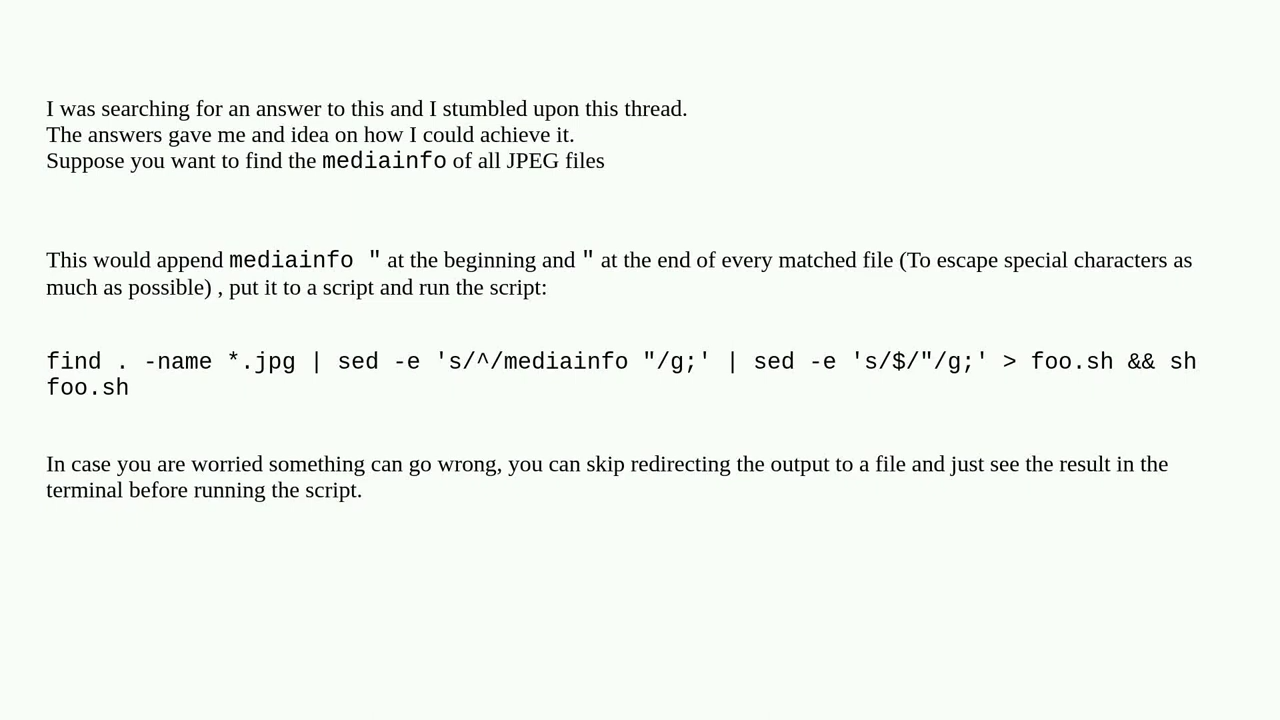 I was searching for an answer to this and I stumbled upon this thread.
The answers gave me and idea on how I could achieve it.
Suppose you want to find the mediainfo of all JPEG files
This would append mediainfo " at the beginning and " at the end of every matched file (To escape special characters as
much as possible) , put it to a script and run the script:
find . -name *.jpg | sed -e 's/^/mediainfo "/g;' | sed -e 's/$/"/g;' > foo.sh && sh
foo.sh
In case you are worried something can go wrong, you can skip redirecting the output to a file and just see the result in the
terminal before running the script.